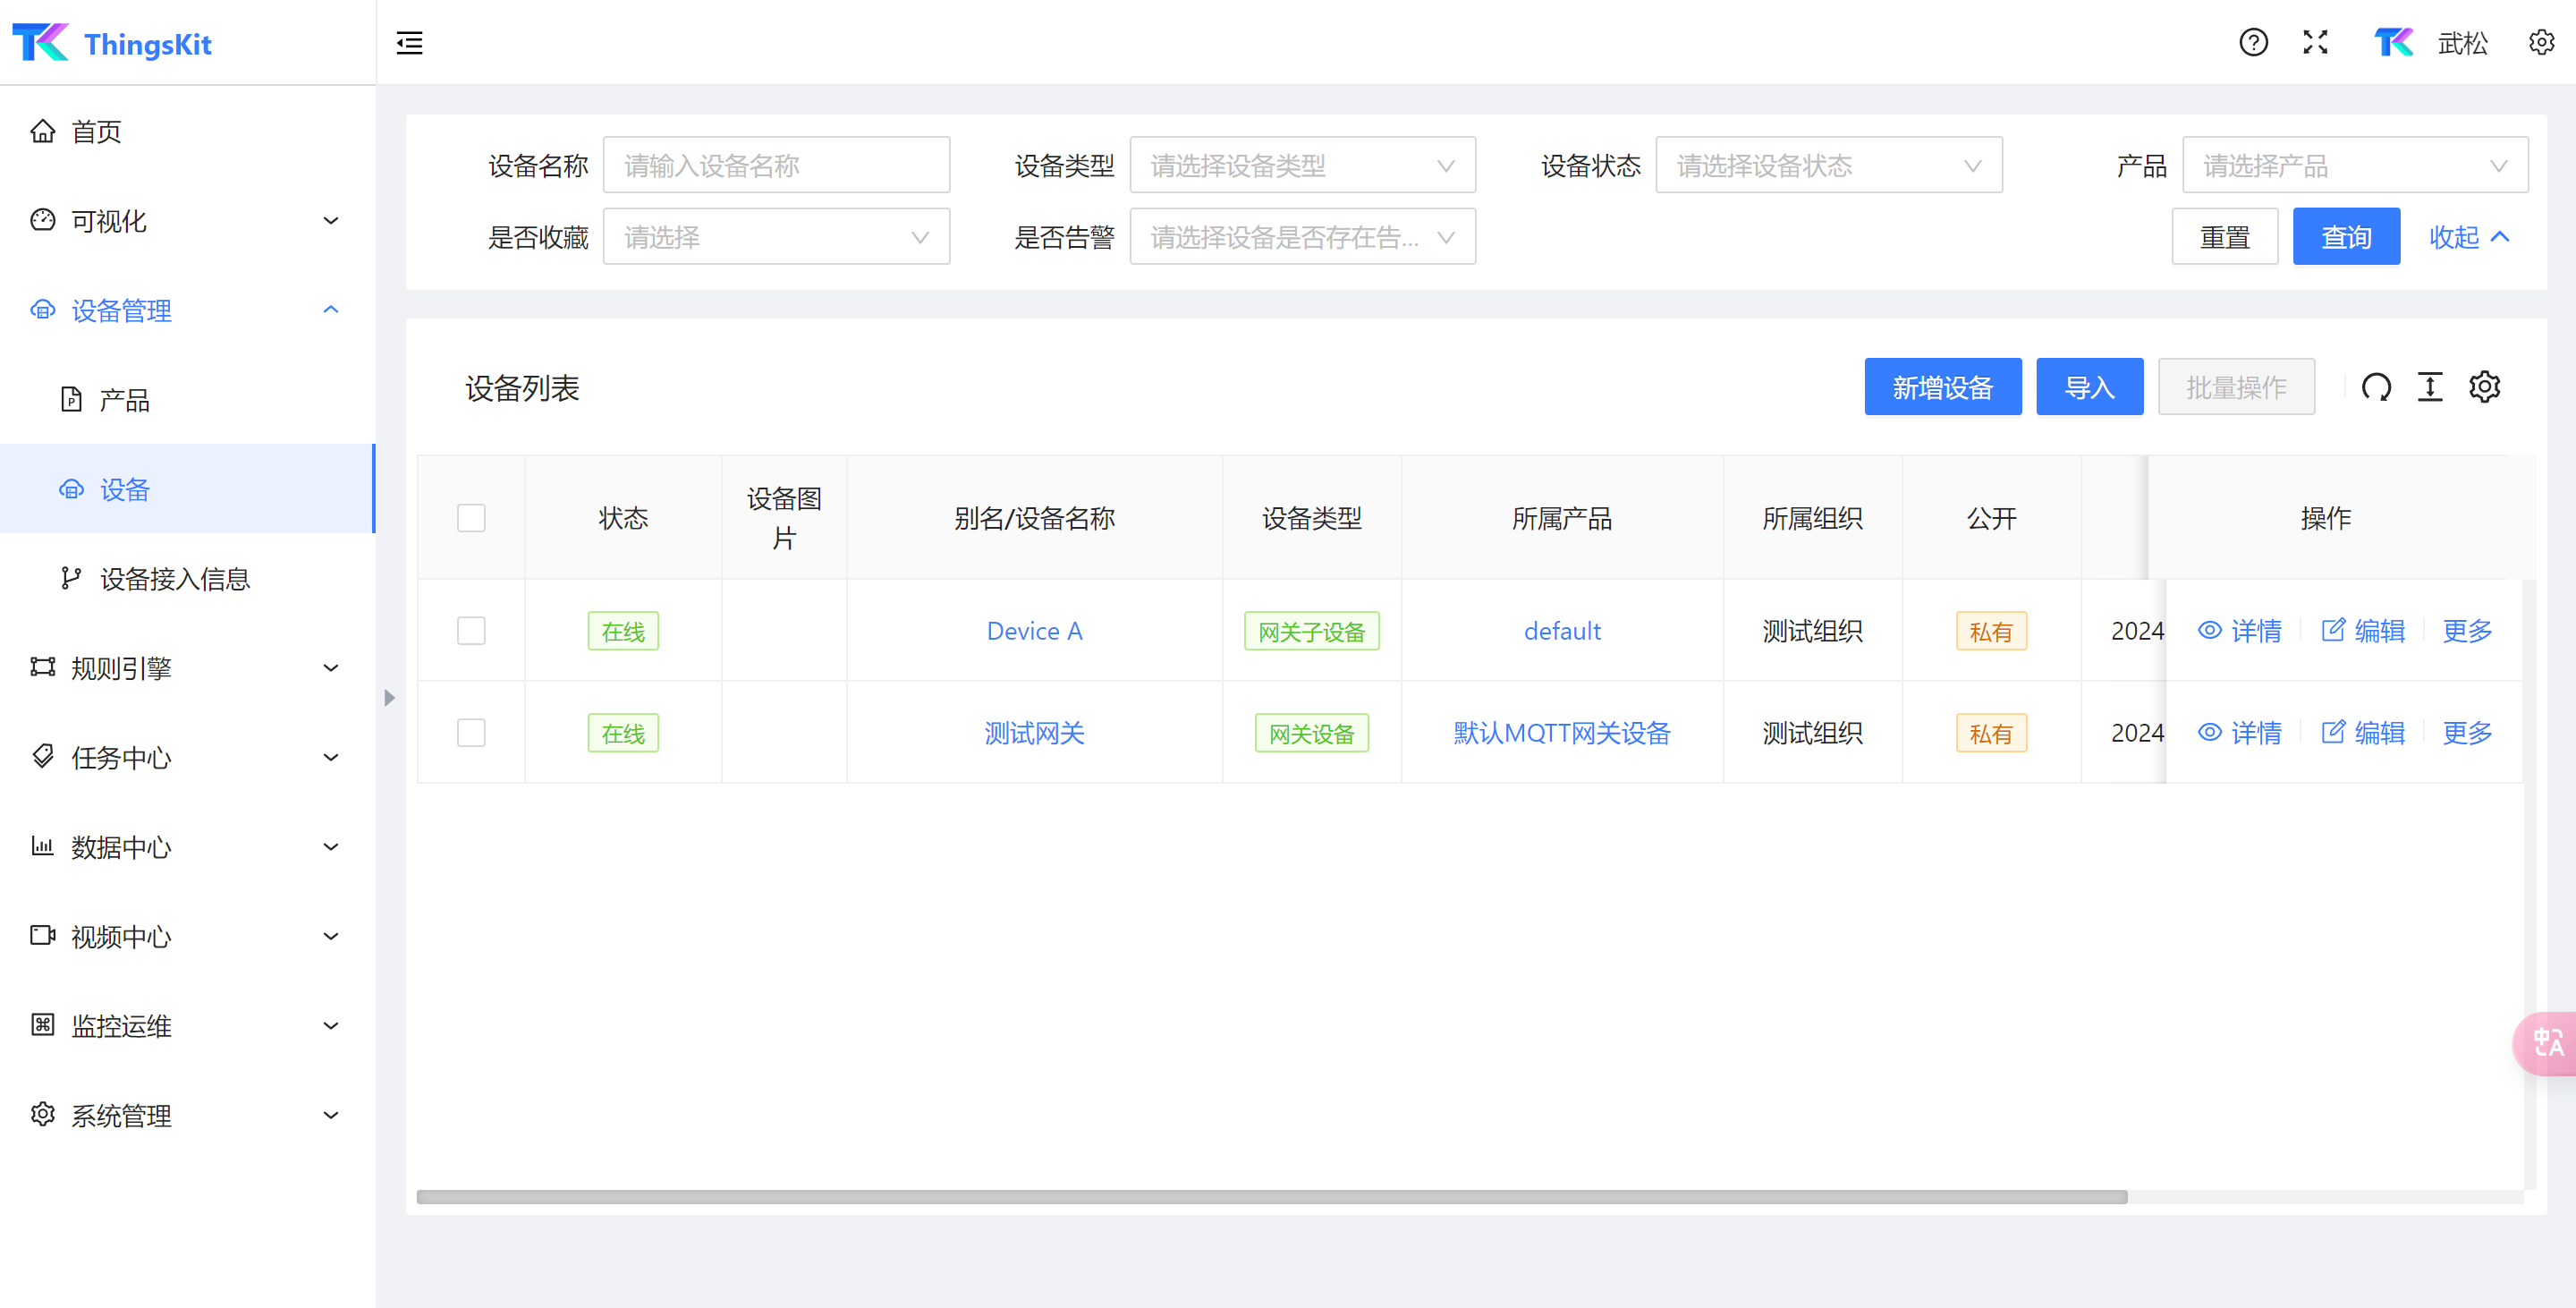 ThingsKit
武松
首页
可视化
设备管理
产品
设备
设备接入信息
规则引擎
任务中心
数据中心
视频中心
监控运维
系统管理
设备名称 请输入设备名称 设备类型 请选择设备类型 设备状态 请选择设备状态 产品 请选择产品
是否收藏 请选择 是否告警 请选择设备是否存在告... 重置 查询 收起
设备列表 新增设备 导入 批量操作
状态 设备图片 别名/设备名称 设备类型 所属产品 所属组织 公开 操作
在线 Device A 网关子设备 default 测试组织 私有 2024 详情 编辑 更多
在线 测试网关 网关设备 默认MQTT网关设备 测试组织 私有 2024 详情 编辑 更多
中A